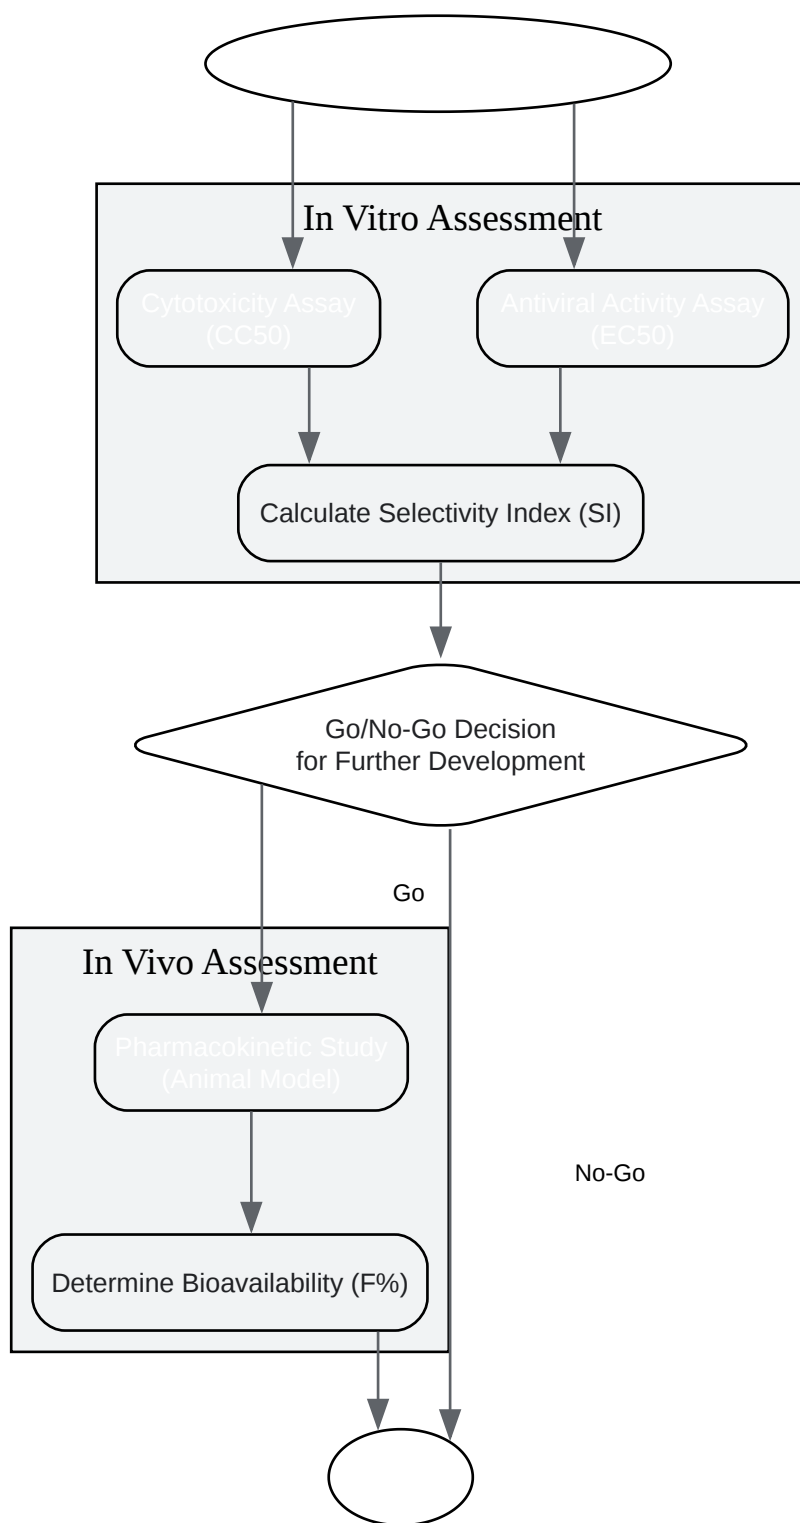 In Vitro Assessment
Cytotoxicity Assay
(CC50)
Antiviral Activity Assay
(EC50)
Calculate Selectivity Index (SI)
Go/No-Go Decision
for Further Development
Go
In Vivo Assessment
Pharmacokinetic Study
(Animal Model)
No-Go
Determine Bioavailability (F%)